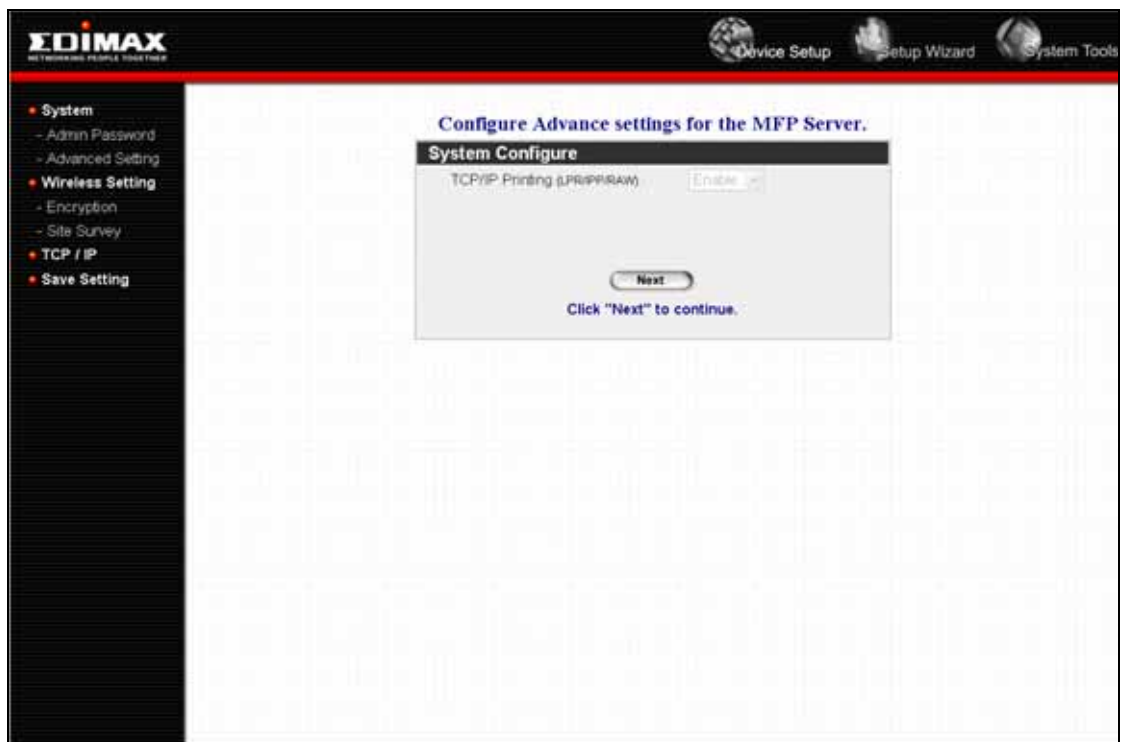 EDIMAX
NETWORKING PEOPLE TOGETHER
Device Setup
Setup Wizard
System Tools
System
- Admin Password
- Advanced Setting
Wireless Setting
- Encryption
- Site Survey
TCP / IP
Save Setting
Configure Advance settings for the MFP Server.
System Configure
TCP/IP Printing (LPR/IPP/RAW) Enable
Next
Click "Next" to continue.